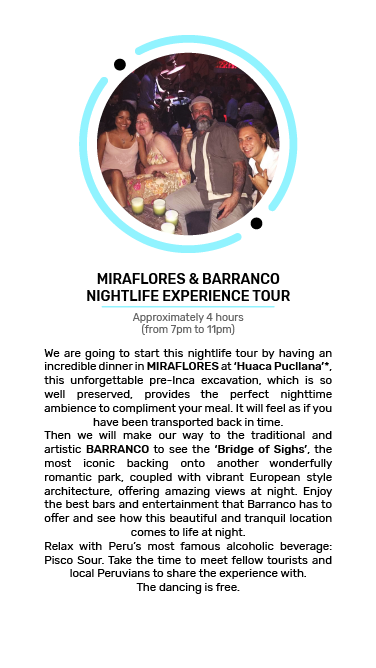 MIRAFLORES & BARRANCO
NIGHTLIFE EXPERIENCE TOUR
Approximately 4 hours
(from 7pm to 11pm)
We are going to start this nightlife tour by having an
incredible dinner in MIRAFLORES at ‘Huaca Pucllana’*,
this unforgettable pre-Inca excavation, which is so
well preserved, provides the perfect nighttime
ambience to compliment your meal. It will feel as if you
have been transported back in time.
Then we will make our way to the traditional and
artistic BARRANCO to see the ‘Bridge of Sighs’, the
most iconic backing onto another wonderfully
romantic park, coupled with vibrant European style
architecture, offering amazing views at night. Enjoy
the best bars and entertainment that Barranco has to
offer and see how this beautiful and tranquil location
comes to life at night.
Relax with Peru’s most famous alcoholic beverage:
Pisco Sour. Take the time to meet fellow tourists and
local Peruvians to share the experience with.
The dancing is free.